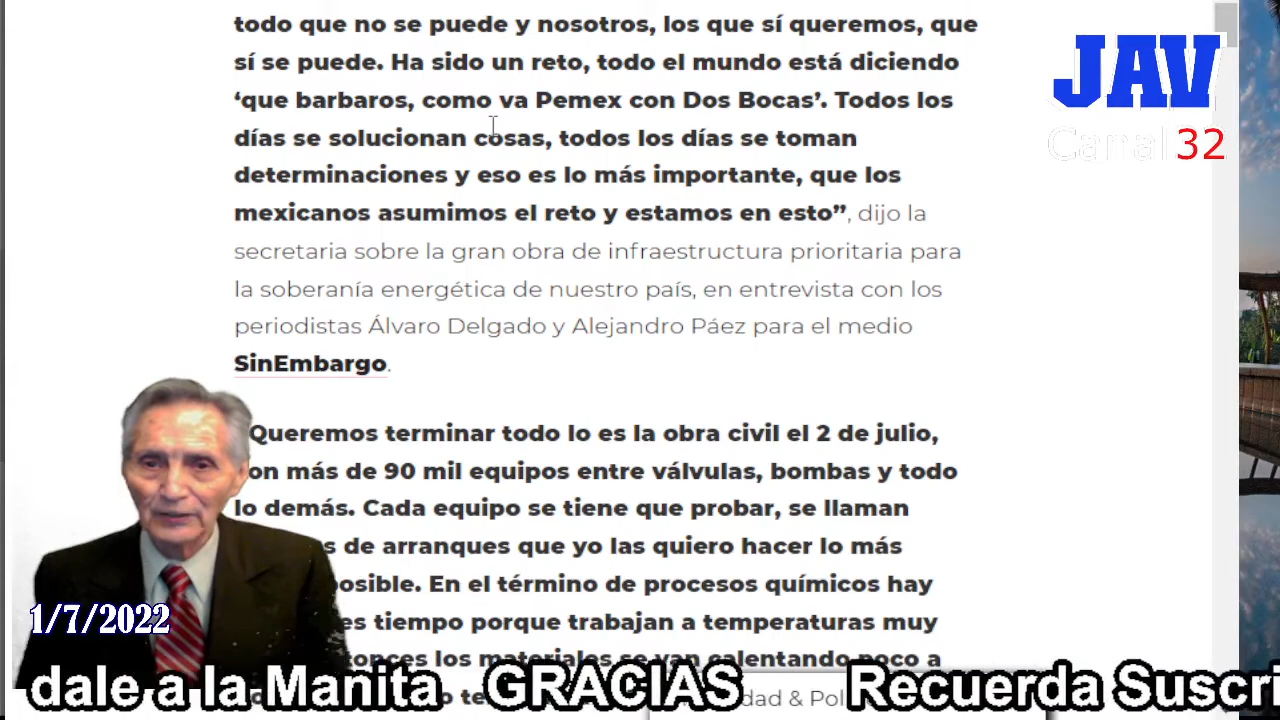 todo que no se puede y nosotros, los que sí queremos, que
sí se puede. Ha sido un reto, todo el mundo está diciendo
‘que barbaros, como va Pemex con Dos Bocas’. Todos los
días se solucionan cosas, todos los días se toman
determinaciones y eso es lo más importante, que los
mexicanos asumimos el reto y estamos en esto”, dijo la
secretaria sobre la gran obra de infraestructura prioritaria para
la soberanía energética de nuestro país, en entrevista con los
periodistas Álvaro Delgado y Alejandro Páez para el medio
SinEmbargo.
Queremos terminar todo lo es la obra civil el 2 de julio,
más de 90 mil equipos entre válvulas, bombas y todo
lo demás. Cada equipo se tiene que probar, se llaman
de arranques que yo las quiero hacer lo más
posible. En el término de procesos químicos hay
tiempo porque trabajan a temperaturas muy
los materiales se van calentando poco a
JAV
Canal 32
1/7/2022
dale a la Manita GRACIAS Recuerda Suscri